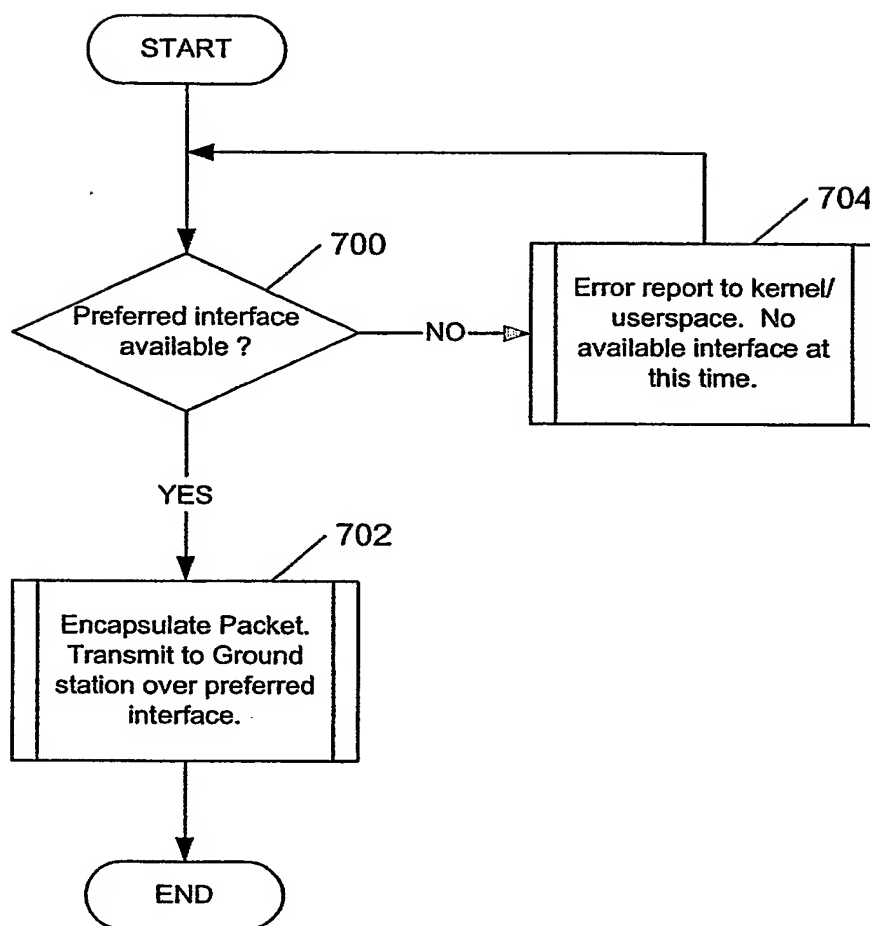 START
704
700
Preferred interface
available ?
NO
Error report to kernel/
userspace. No
available interface at
this time.
YES
702
Encapsulate Packet.
Transmit to Ground
station over preferred
interface.
END